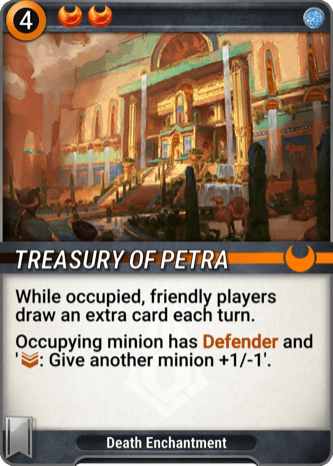 4
TREASURY OF PETRA
While occupied, friendly players
draw an extra card each turn.
Occupying minion has Defender and
' : Give another minion +1/-1'.
Death Enchantment